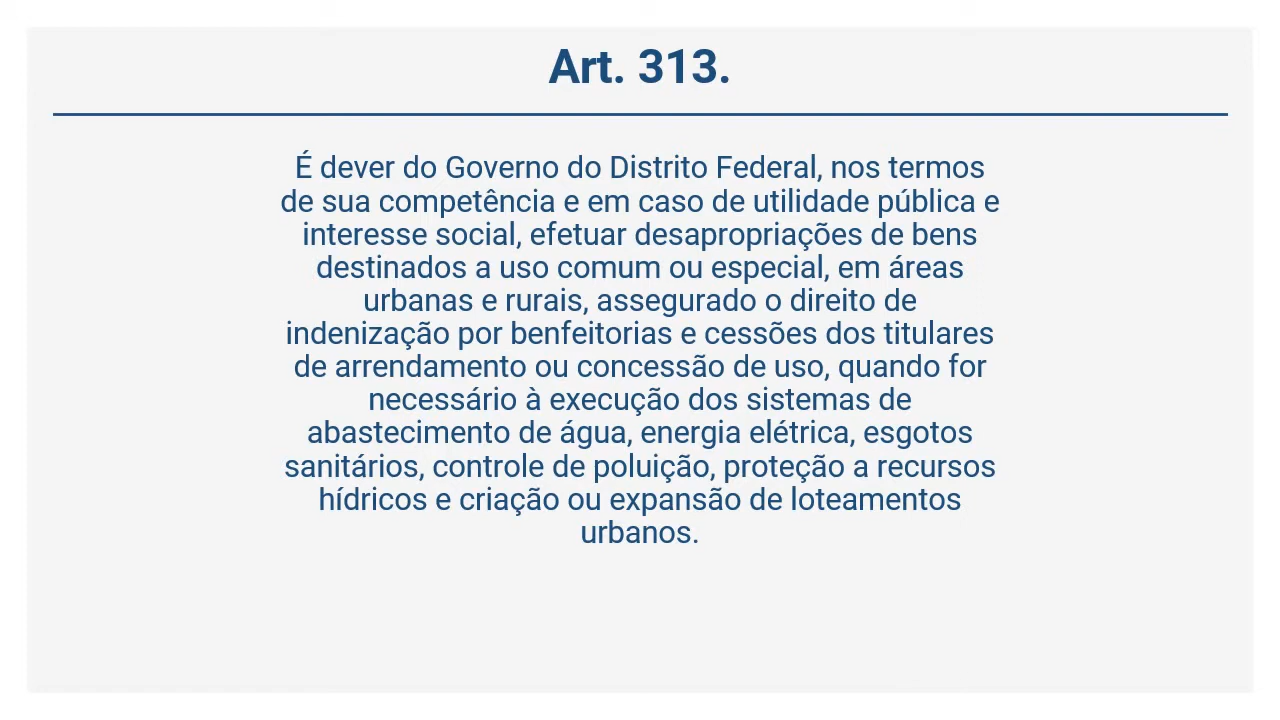 Art. 313.
É dever do Governo do Distrito Federal, nos termos
de sua competência e em caso de utilidade pública e
interesse social, efetuar desapropriações de bens
destinados a uso comum ou especial, em áreas
urbanas e rurais, assegurado o direito de
indenização por benfeitorias e cessões dos titulares
de arrendamento ou concessão de uso, quando for
necessário à execução dos sistemas de
abastecimento de água, energia elétrica, esgotos
sanitários, controle de poluição, proteção a recursos
hídricos e criação ou expansão de loteamentos
urbanos.